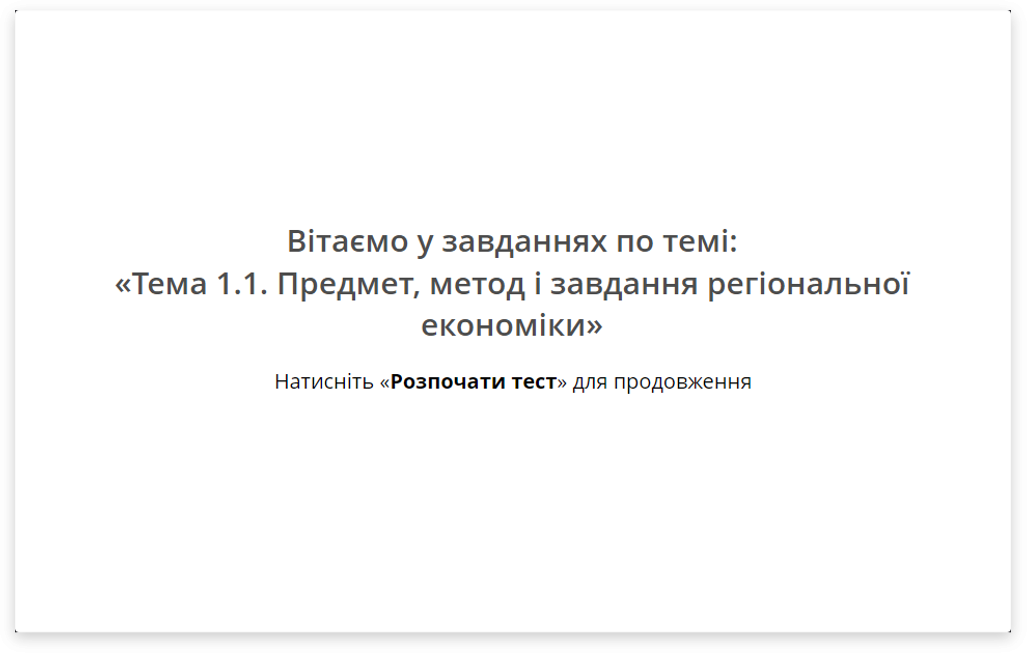 Вітаємо у завданнях по темі:
«Тема 1.1. Предмет, метод і завдання регіональної
економіки»
Натисніть «Розпочати тест» для продовження